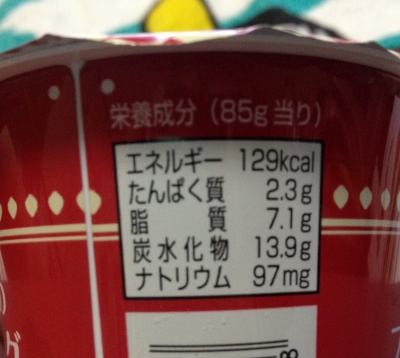 栄養成分（85g当り）
エネルギー 129kcal
たんぱく質 2.3g
脂質 7.1g
炭水化物 13.9g
ナトリウム 97mg